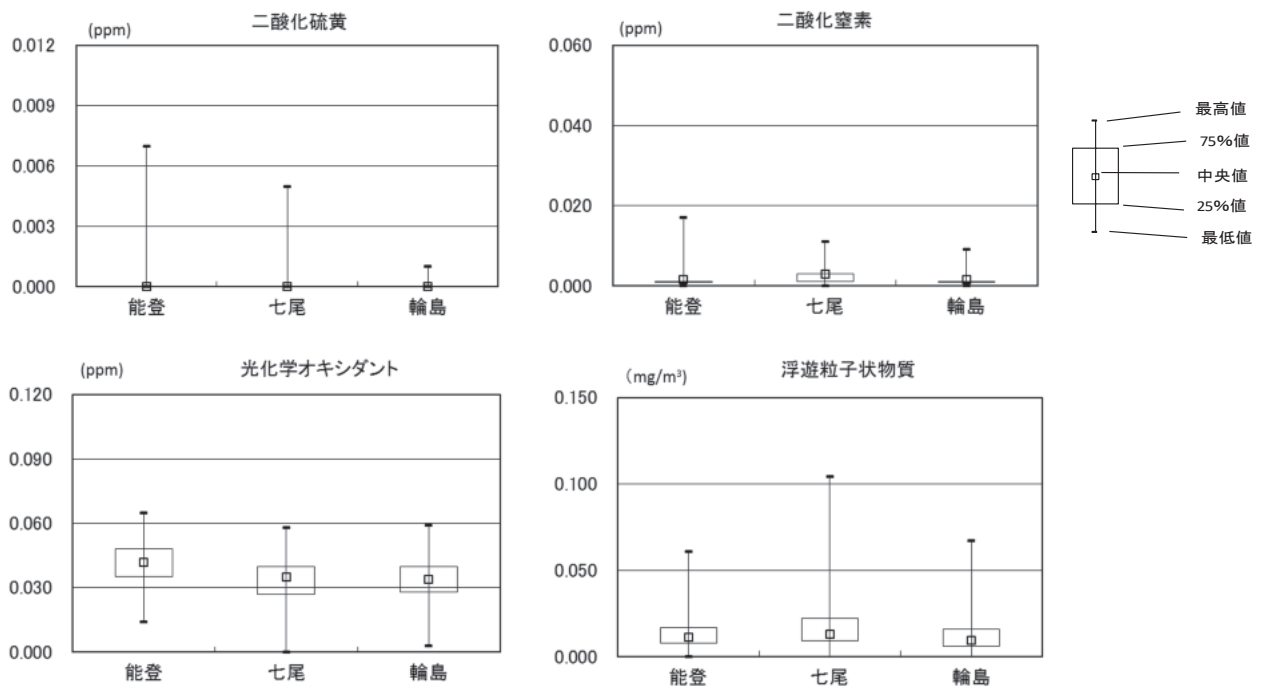 二酸化硫黄
(ppm)
0.012
0.009
0.006
0.003
0.000
能登
七尾
輪島
二酸化窒素
(ppm)
0.060
0.040
0.020
0.000
能登
七尾
輪島
最高値
75%値
中央値
25%値
最低値
光化学オキシダント
(ppm)
0.120
0.090
0.060
0.030
0.000
能登
七尾
輪島
浮遊粒子状物質
(mg/m³)
0.150
0.100
0.050
0.000
能登
七尾
輪島